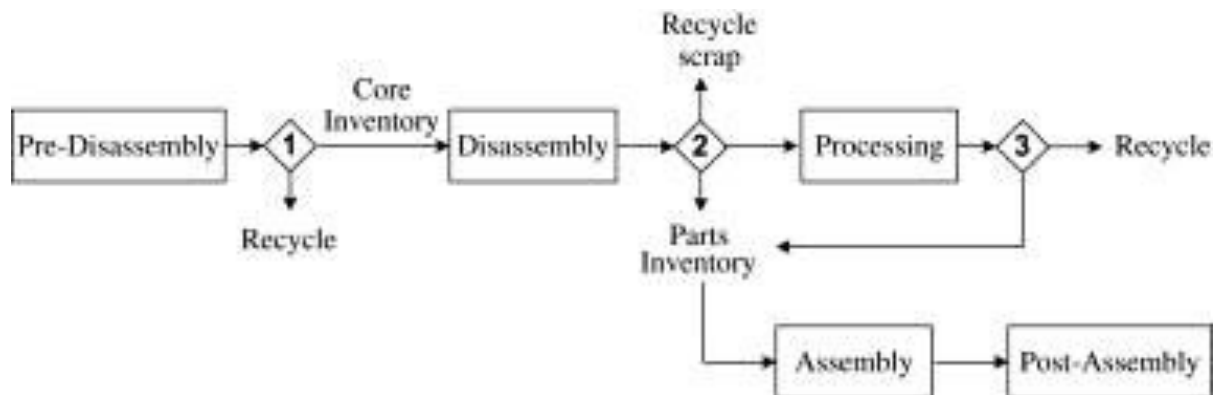 Recycle
scrap
Core
Inventory
Pre-Disassembly
1
Disassembly
2
Processing
3
Recycle
Recycle
Parts
Inventory
Assembly
Post-Assembly